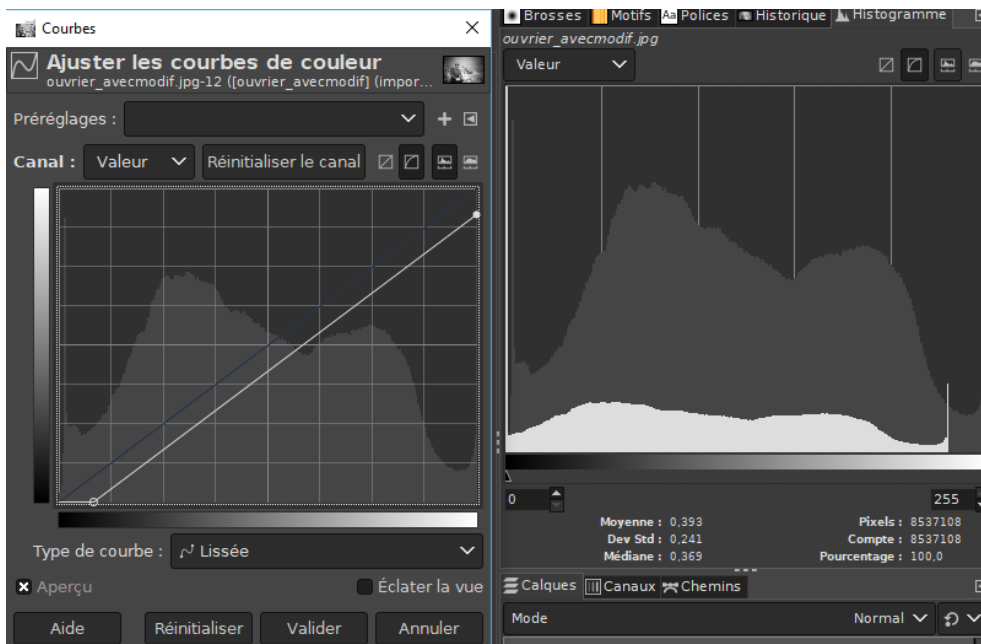 Courbes
Ajuster les courbes de couleur
ouvrier_avecmodif.jpg-12 ([ouvrier_avecmodif] (impor...
Préréglages :
Canal : Valeur Réinitialiser le canal
Type de courbe : Lissée
Aperçu Éclater la vue
Aide Réinitialiser Valider Annuler
Brosses Motifs Aa Polices Historique Histogramme
ouvrier_avecmodif.jpg
Valeur
0 255
Moyenne : 0,393 Pixels : 8537108
Dev Std : 0,241 Compte : 8537108
Médiane : 0,369 Pourcentage : 100,0
Calques Canaux Chemins
Mode Normal